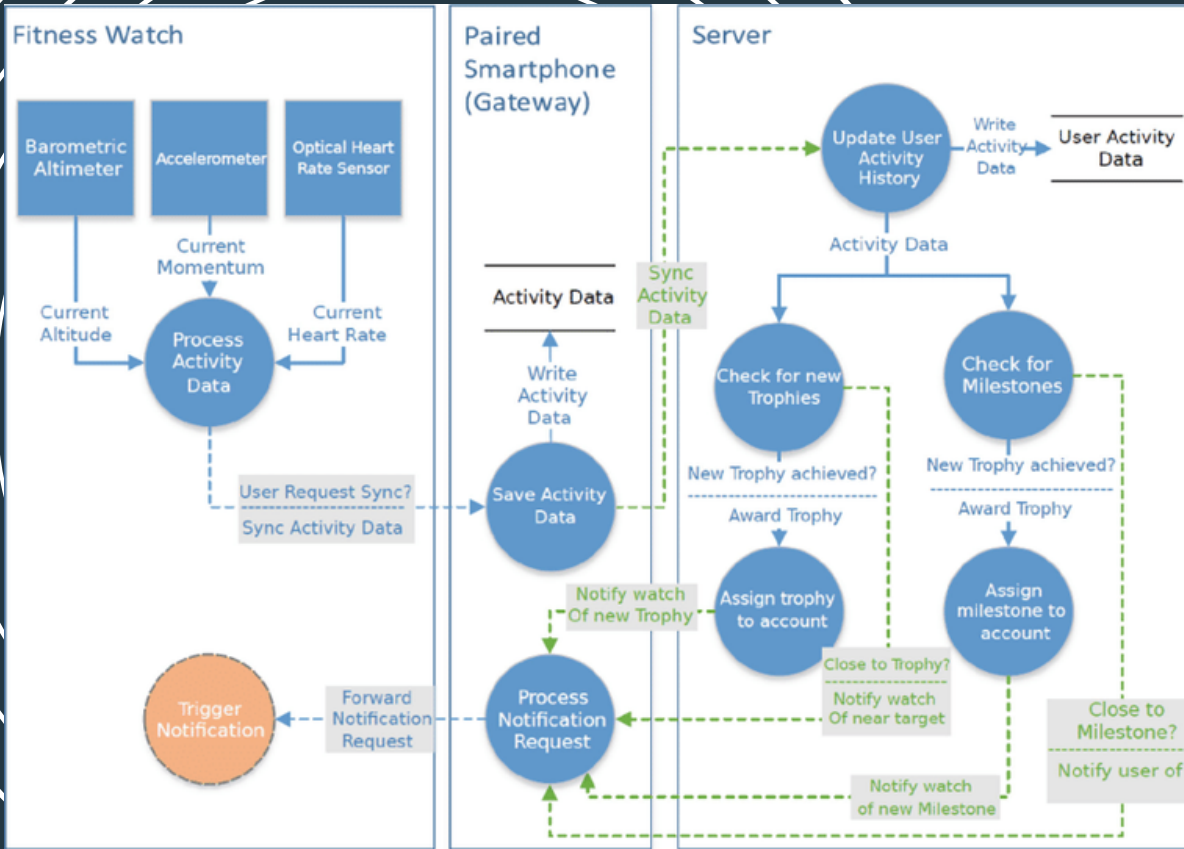 Fitness Watch
Barometric
Altimeter
Accelerometer
Optical Heart
Rate Sensor
Current
Momentum
Current
Altitude
Current
Heart Rate
Process
Activity
Data
User Request Sync?
Sync Activity Data
Trigger
Notification
Forward
Notification
Request
Paired
Smartphone
(Gateway)
Activity Data
Write
Activity
Data
Save Activity
Data
Notify watch
Of new Trophy
Process
Notification
Request
Sync
Activity
Data
Server
Update User
Activity
History
Write
Activity
Data
User Activity
Data
Activity Data
Check for new
Trophies
Check for
Milestones
New Trophy achieved?
Award Trophy
New Trophy achieved?
Award Trophy
Assign trophy
to account
Assign
milestone to
account
Close to Trophy?
Notify watch
Of near target
Close to
Milestone?
Notify user of
Notify watch
of new Milestone